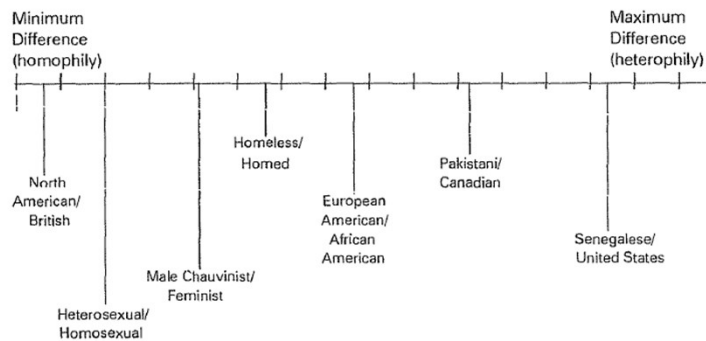 Minimum
Difference
(homophily)
Maximum
Difference
(heterophily)
North
American/
British
Heterosexual/
Homosexual
Male Chauvinist/
Feminist
Homeless/
Homed
European
American/
African
American
Pakistani/
Canadian
Senegalese/
United States